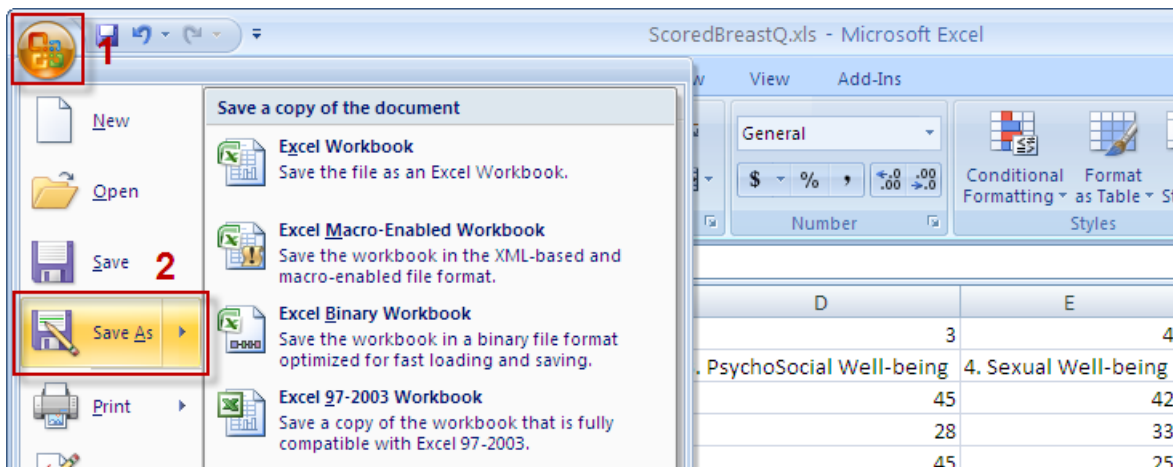 ScoredBreastQ.xls - Microsoft Excel
1
View Add-Ins
New
Open
Save
2
Save As
Print
Save a copy of the document
Excel Workbook
Save the file as an Excel Workbook.
Excel Macro-Enabled Workbook
Save the workbook in the XML-based and
macro-enabled file format.
Excel Binary Workbook
Save the workbook in a binary file format
optimized for fast loading and saving.
Excel 97-2003 Workbook
Save a copy of the workbook that is fully
compatible with Excel 97-2003.
General
$ % , .0 .00 .00 .0
Number
Conditional
Formatting
Format
as Table
Styles
D E
3 4
. PsychoSocial Well-being 4. Sexual Well-being
45 42
28 33
45 25